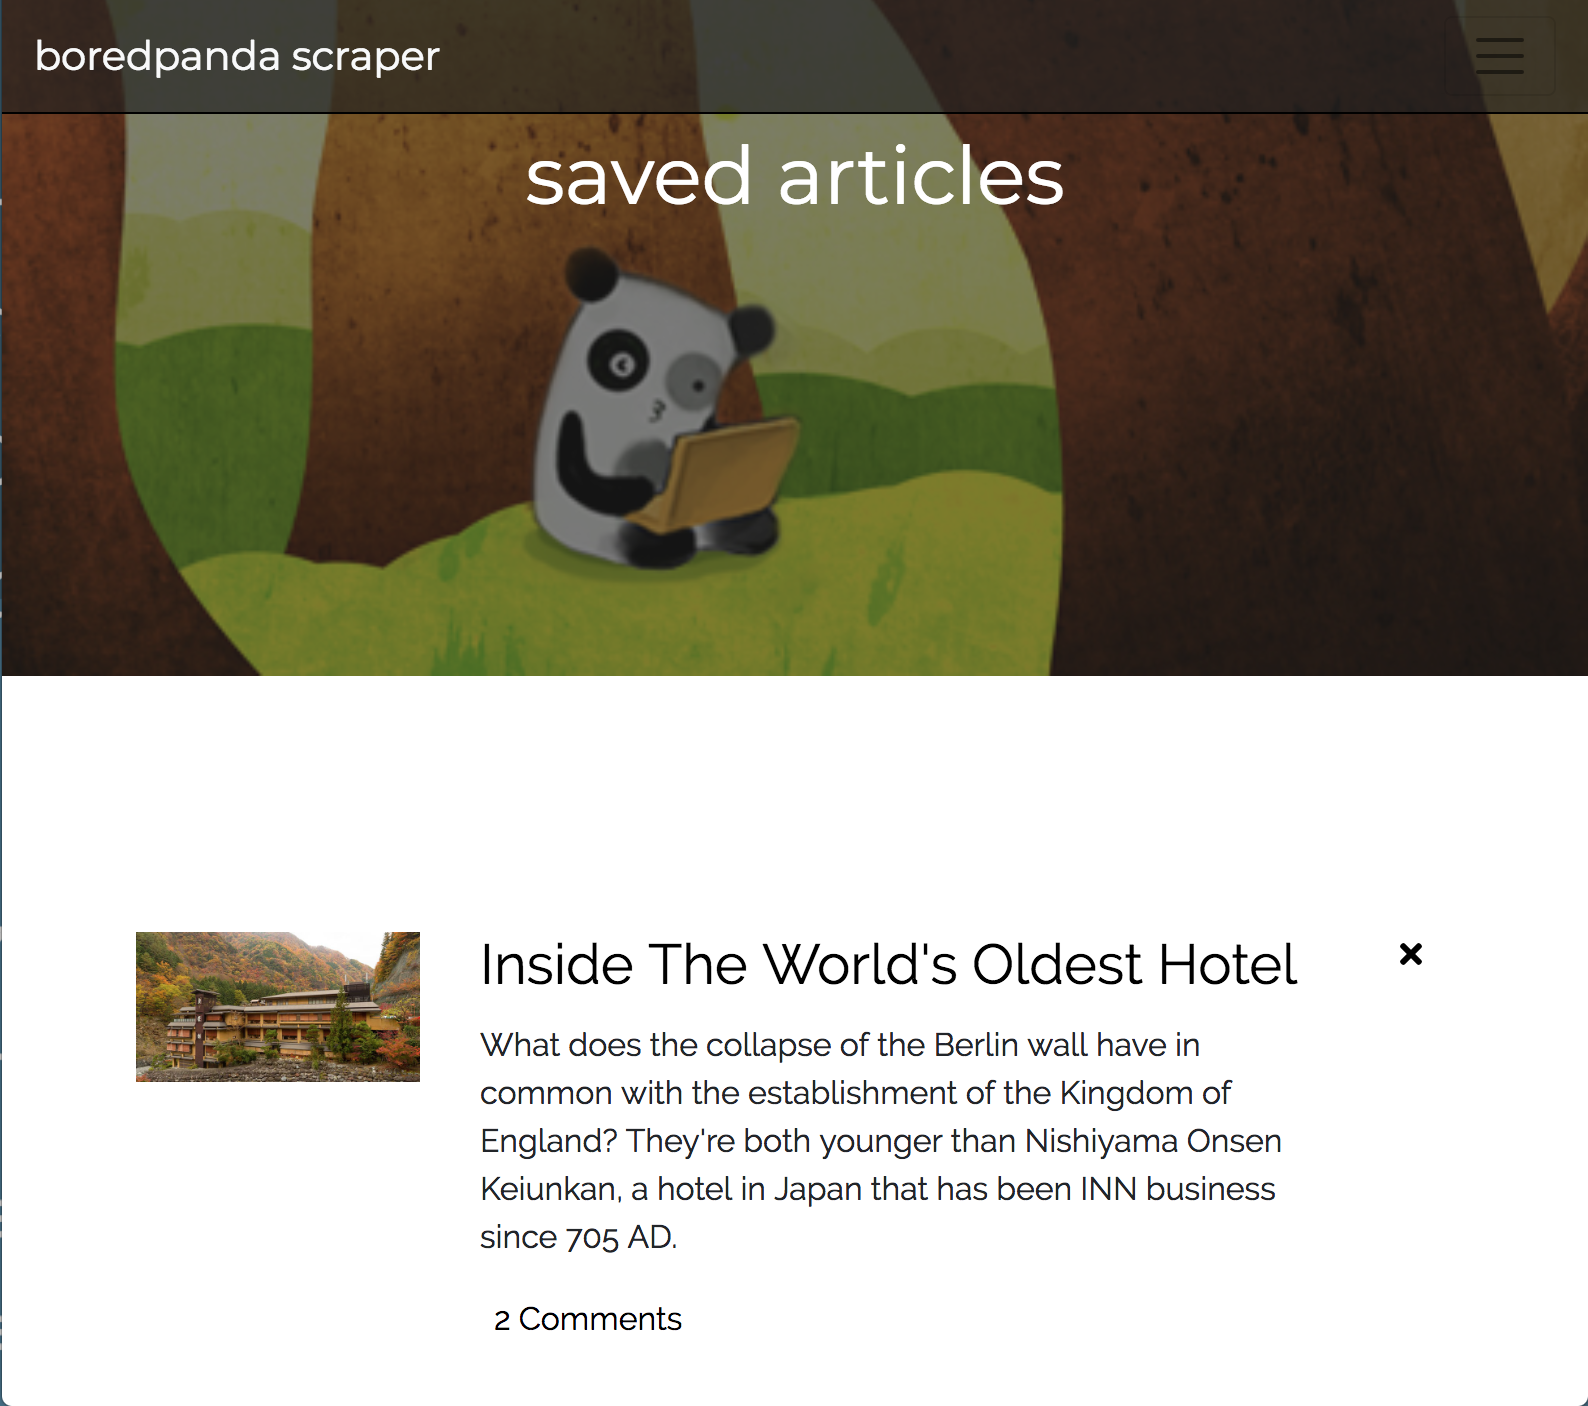 boredpanda scraper
saved articles
Inside The World's Oldest Hotel
What does the collapse of the Berlin wall have in
common with the establishment of the Kingdom of
England? They're both younger than Nishiyama Onsen
Keiunkan, a hotel in Japan that has been INN business
since 705 AD.
2 Comments